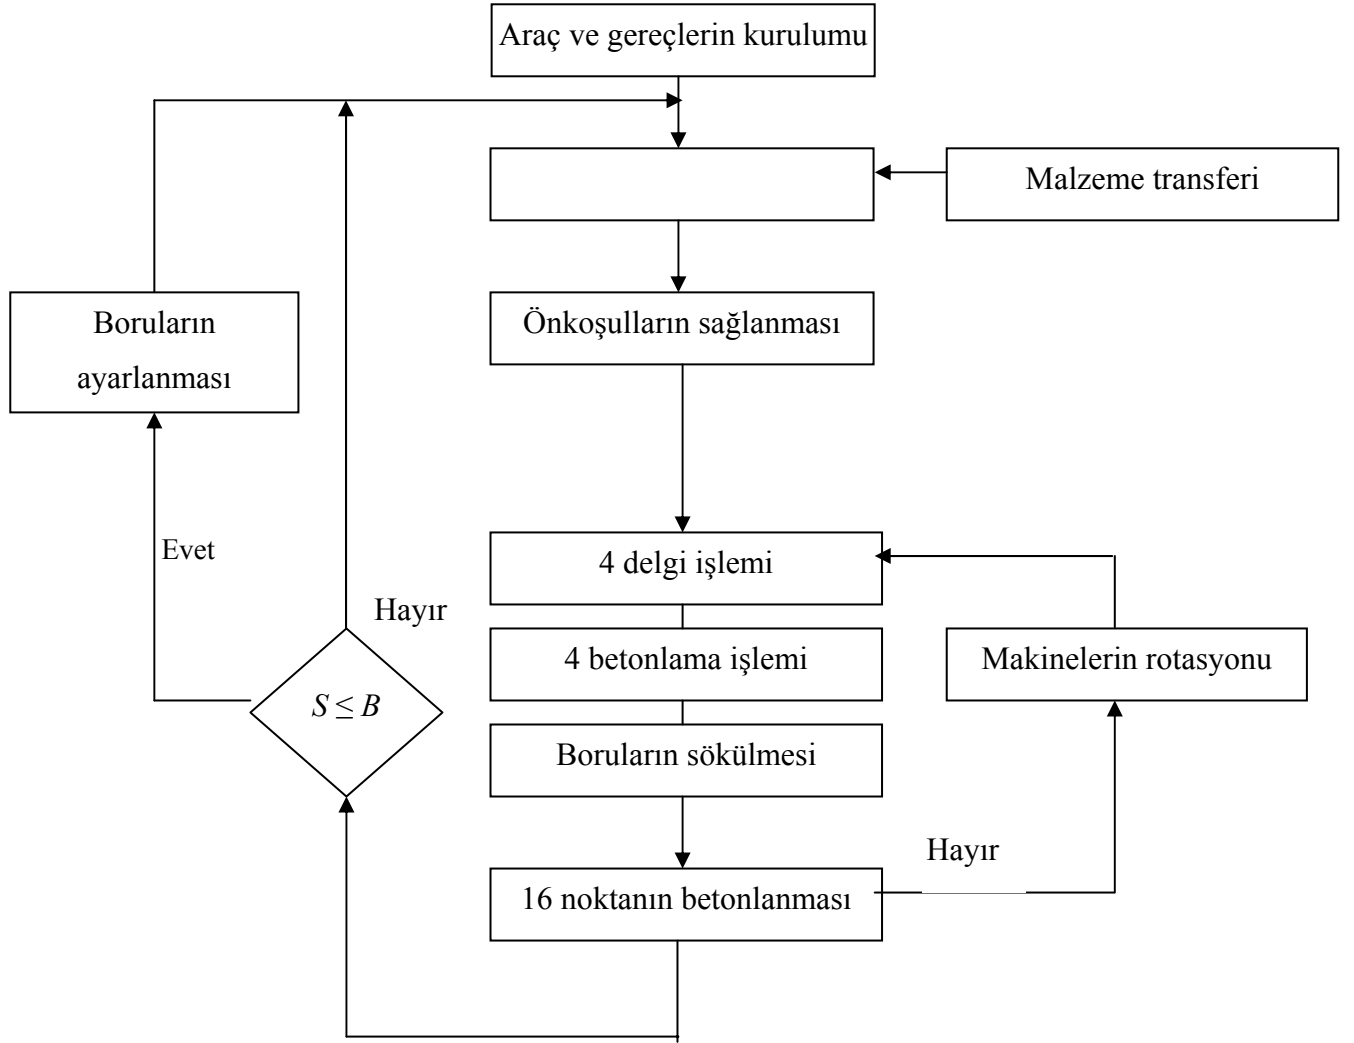 Araç ve gereçlerin kurulumu
Malzeme transferi
Boruların
ayarlanması
Önkoşulların sağlanması
Evet
4 delgi işlemi
Hayır
4 betonlama işlemi
Makinelerin rotasyonu
S ≤ B
Boruların sökülmesi
Hayır
16 noktanın betonlanması